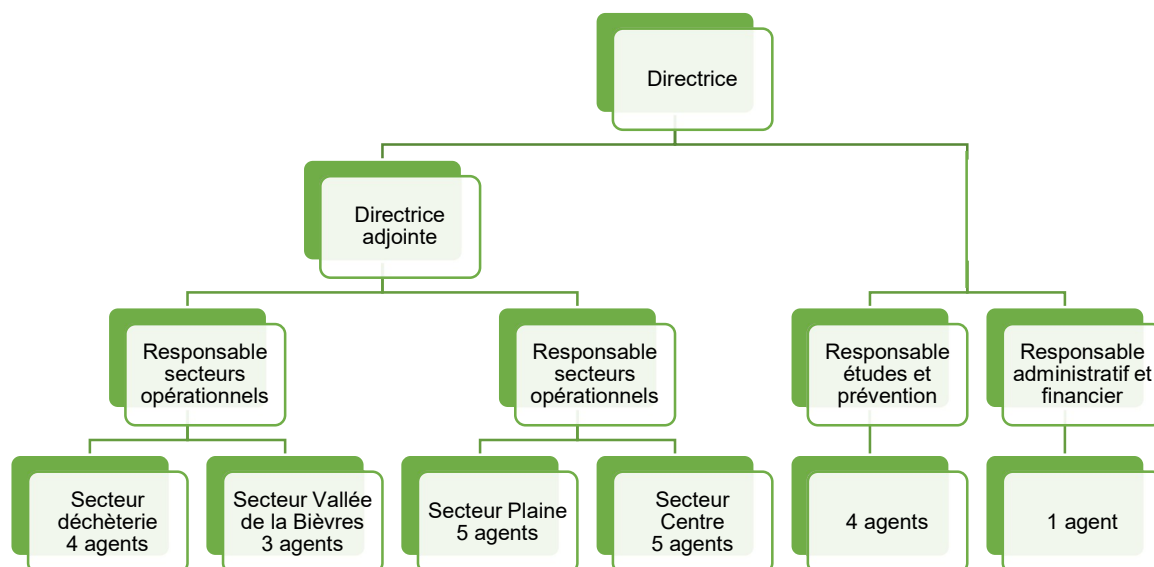 Directrice
Directrice
adjointe
Responsable
secteurs
opérationnels
Responsable
secteurs
opérationnels
Responsable
études et
prévention
Responsable
administratif et
financier
Secteur
déchèterie
4 agents
Secteur Vallée
de la Bièvres
3 agents
Secteur Plaine
5 agents
Secteur
Centre
5 agents
4 agents
1 agent